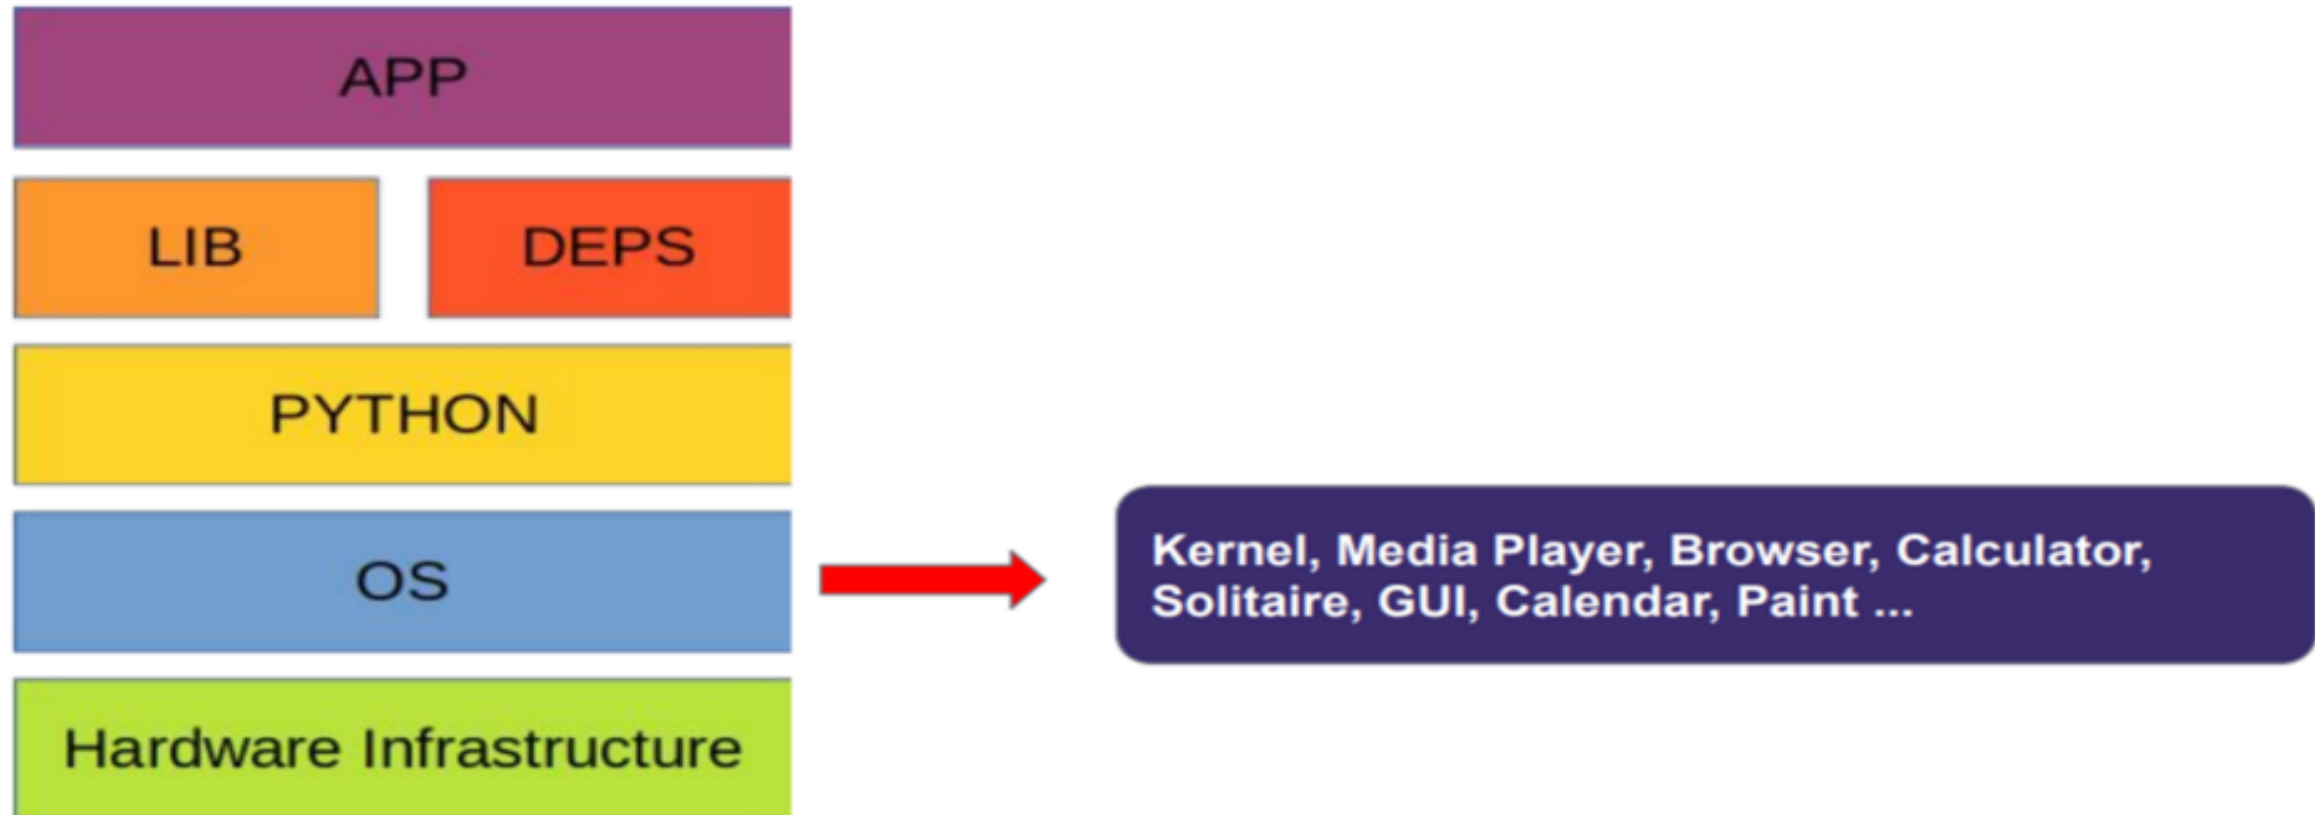 APP
LIB
DEPS
PYTHON
OS
Kernel, Media Player, Browser, Calculator,
Solitaire, GUI, Calendar, Paint ...
Hardware Infrastructure